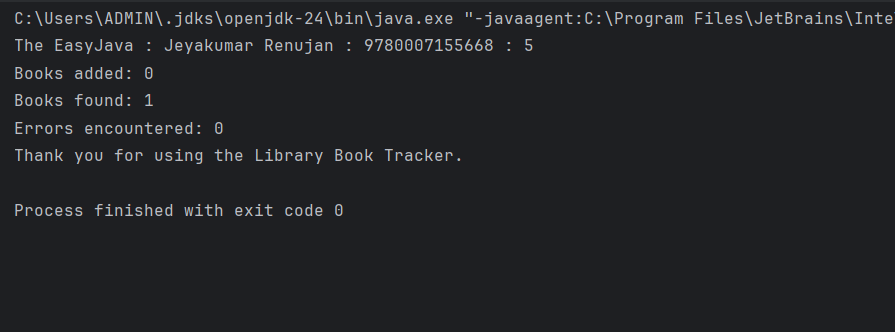 C:\Users\ADMIN\.jdks\openjdk-24\bin\java.exe "-javaagent:C:\Program Files\JetBrains\Inte
The EasyJava : Jeyakumar Renujan : 9780007155668 : 5
Books added: 0
Books found: 1
Errors encountered: 0
Thank you for using the Library Book Tracker.
Process finished with exit code 0